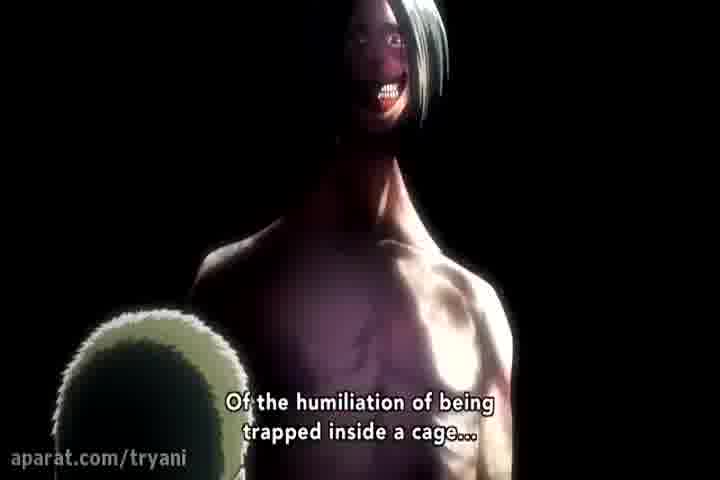 Of the humiliation of being
trapped inside a cage...
aparat.com/tryani